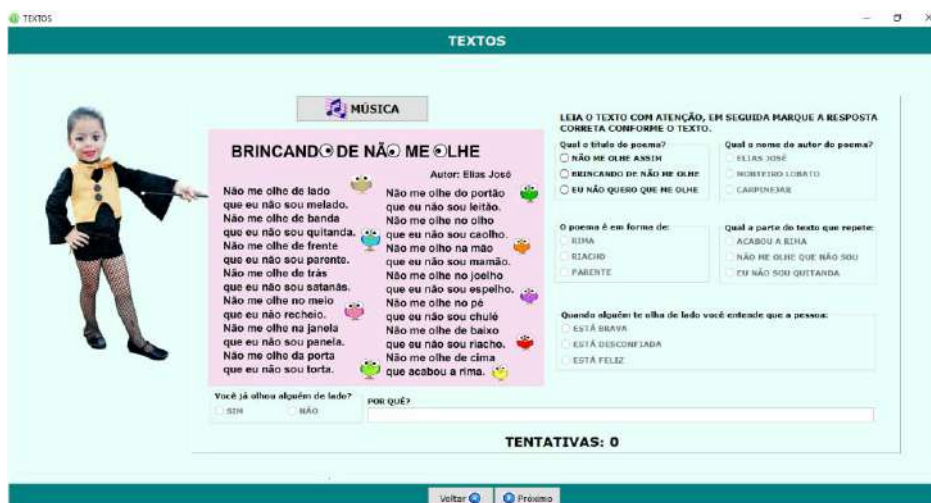 TEXTOS
TEXTOS
MÚSICA
BRINCANDO DE NÃO ME OLHE
Autor: Elias José
Não me olhe de lado
que eu não sou melado.
Não me olhe de banda
que eu não sou quitanda.
Não me olhe de frente
que eu não sou parente.
Não me olhe de trás
que eu não sou satanás.
Não me olhe no meio
que eu não recheio.
Não me olhe na janela
que eu não sou panela.
Não me olhe da porta
que eu não sou torta.
Não me olhe do portão
que eu não sou leitão.
Não me olhe no olho
que eu não sou caolho.
Não me olho na mão
que eu não sou mamão.
Não me olhe no joelho
que eu não sou espelho.
Não me olhe no pé
que eu não sou chulé
Não me olhe de baixo
que eu não sou riacho.
Não me olhe de cima
que acabou a rima.
LEIA O TEXTO COM ATENÇÃO, EM SEGUIDA MARQUE A RESPOSTA
CORRETA CONFORME O TEXTO.
Qual o título do poema?
NÃO ME OLHE ASSIM
BRINCANDO DE NÃO ME OLHE
EU NÃO QUERO QUE ME OLHE
Qual o nome do autor do poema?
ELIAS JOSÉ
MONTEIRO LOBATO
CARPINEJAR
O poema é em forma de:
RIMA
RIACHO
PARENTE
Qual a parte do texto que repete:
ACABOU A RIMA
NÃO ME OLHE QUE NÃO SOU
EU NÃO SOU QUITANDA
Quando alguém te olha de lado você entende que a pessoa:
ESTÁ BRAVA
ESTÁ DESCONFIADA
ESTÁ FELIZ
Você já olhou alguém de lado?
SIM NÃO
POR QUÊ?
TENTATIVAS: 0
Voltar Próximo